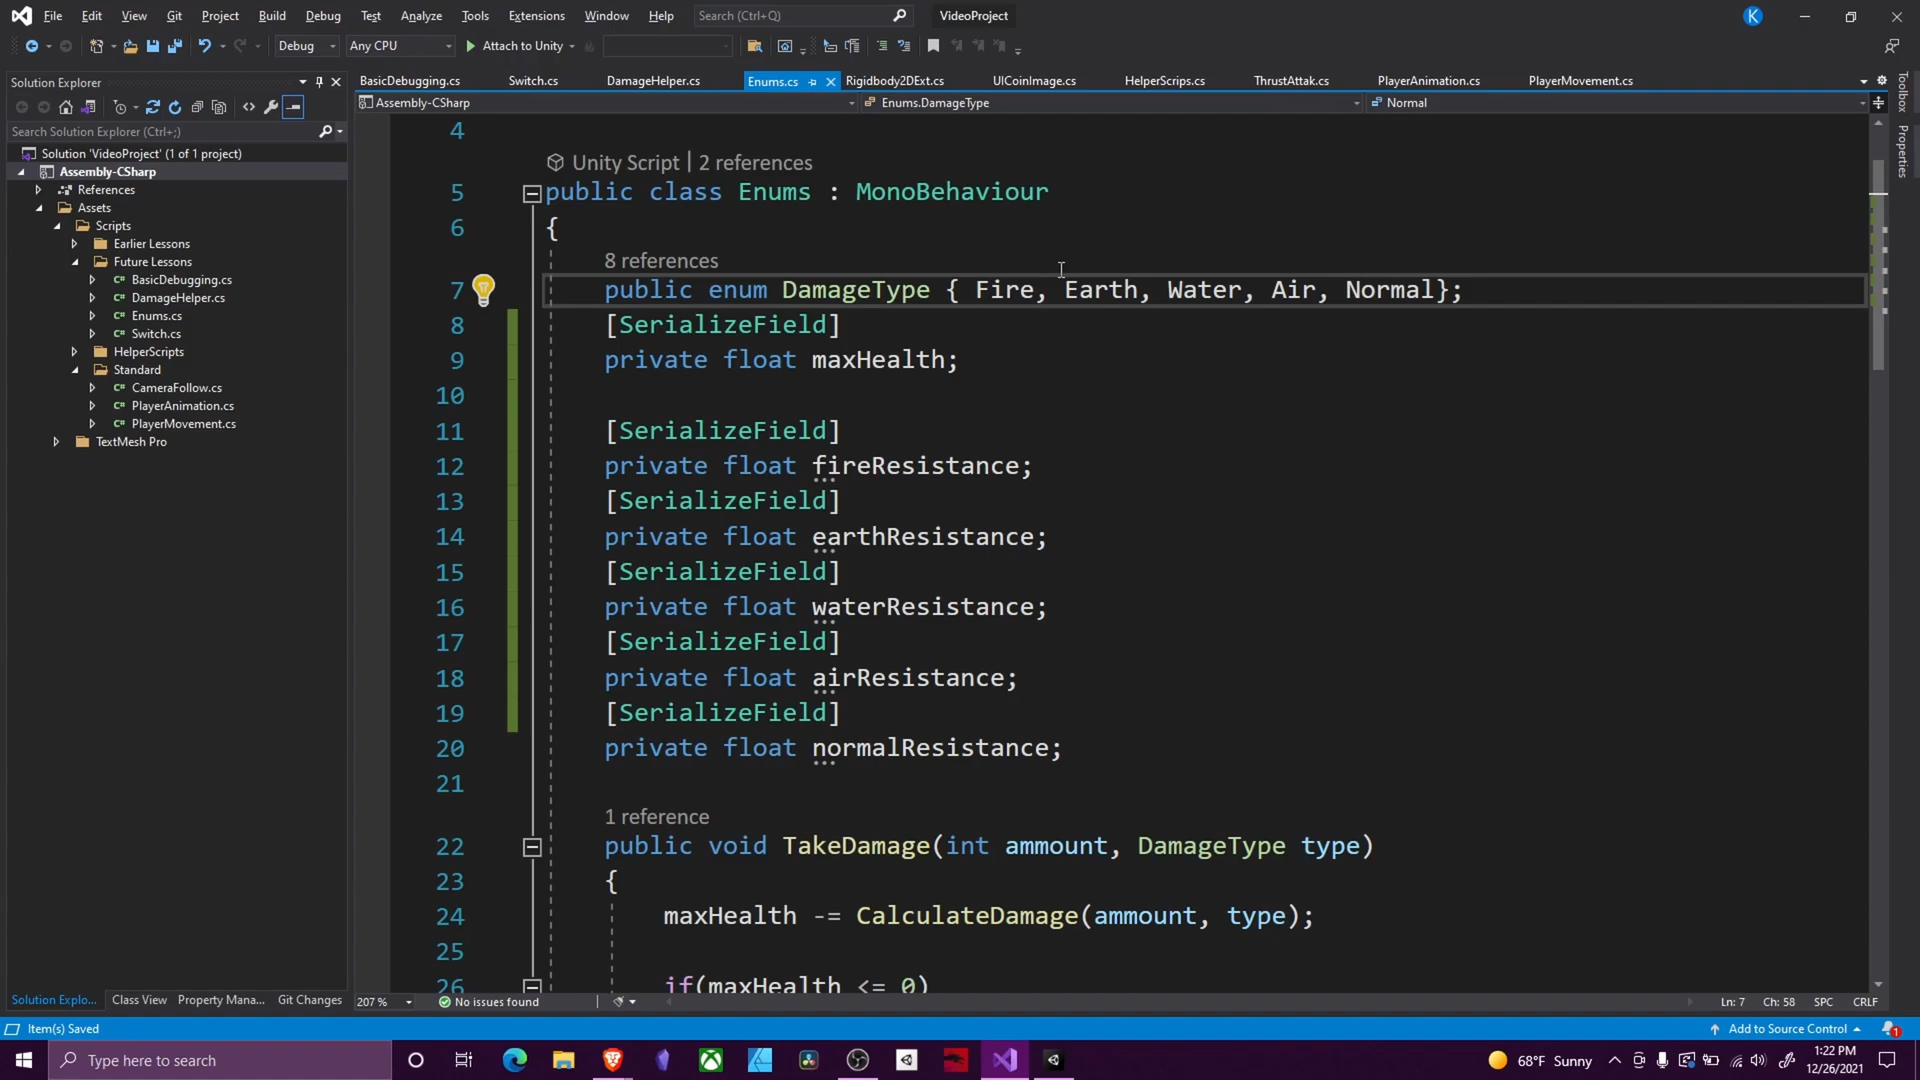 File Edit View Git Project Build Debug Test Analyze Tools Extensions Window Help Search (Ctrl+Q) VideoProject K
Debug Any CPU Attach to Unity
Solution Explorer
Search Solution Explorer (Ctrl+;)
Solution 'VideoProject' (1 of 1 project)
Assembly-CSharp
References
Assets
Scripts
Earlier Lessons
Future Lessons
C# BasicDebugging.cs
C# DamageHelper.cs
C# Enums.cs
C# Switch.cs
HelperScripts
Standard
C# CameraFollow.cs
C# PlayerAnimation.cs
C# PlayerMovement.cs
TextMesh Pro
Solution Explo... Class View Property Mana... Git Changes
BasicDebugging.cs Switch.cs DamageHelper.cs Enums.cs Rigidbody2DExt.cs UICoinImage.cs HelperScrips.cs ThrustAttak.cs PlayerAnimation.cs PlayerMovement.cs
Assembly-CSharp Enums.DamageType Normal
4
Unity Script | 2 references
5 public class Enums : MonoBehaviour
6 {
8 references
7 public enum DamageType { Fire, Earth, Water, Air, Normal};
8 [SerializeField]
9 private float maxHealth;
10
11 [SerializeField]
12 private float fireResistance;
13 [SerializeField]
14 private float earthResistance;
15 [SerializeField]
16 private float waterResistance;
17 [SerializeField]
18 private float airResistance;
19 [SerializeField]
20 private float normalResistance;
21
1 reference
22 public void TakeDamage(int ammount, DamageType type)
23 {
24 maxHealth -= CalculateDamage(ammount, type);
25
26 if(maxHealth <= 0)
207 % No issues found Ln: 7 Ch: 58 SPC CRLF
Toolbox
Properties
Item(s) Saved Add to Source Control 1
Type here to search 68°F Sunny 1:22 PM
12/26/2021